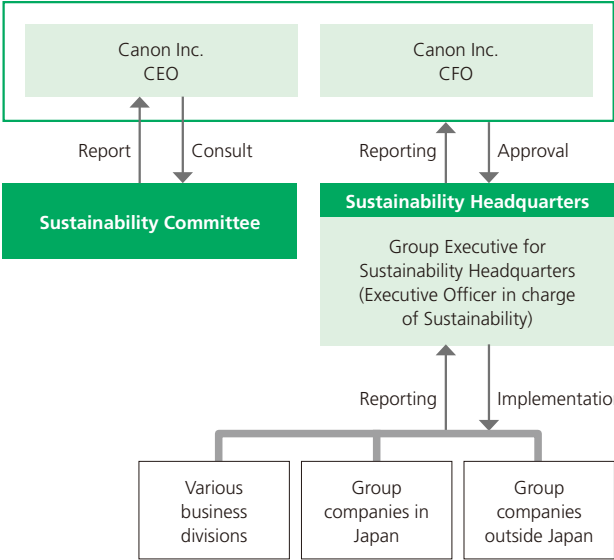 Canon Inc.
CEO
Canon Inc.
CFO
Report
Consult
Reporting
Approval
Sustainability Committee
Sustainability Headquarters
Group Executive for
Sustainability Headquarters
(Executive Officer in charge
of Sustainability)
Reporting
Implementation
Various
business
divisions
Group
companies in
Japan
Group
companies
outside Japan